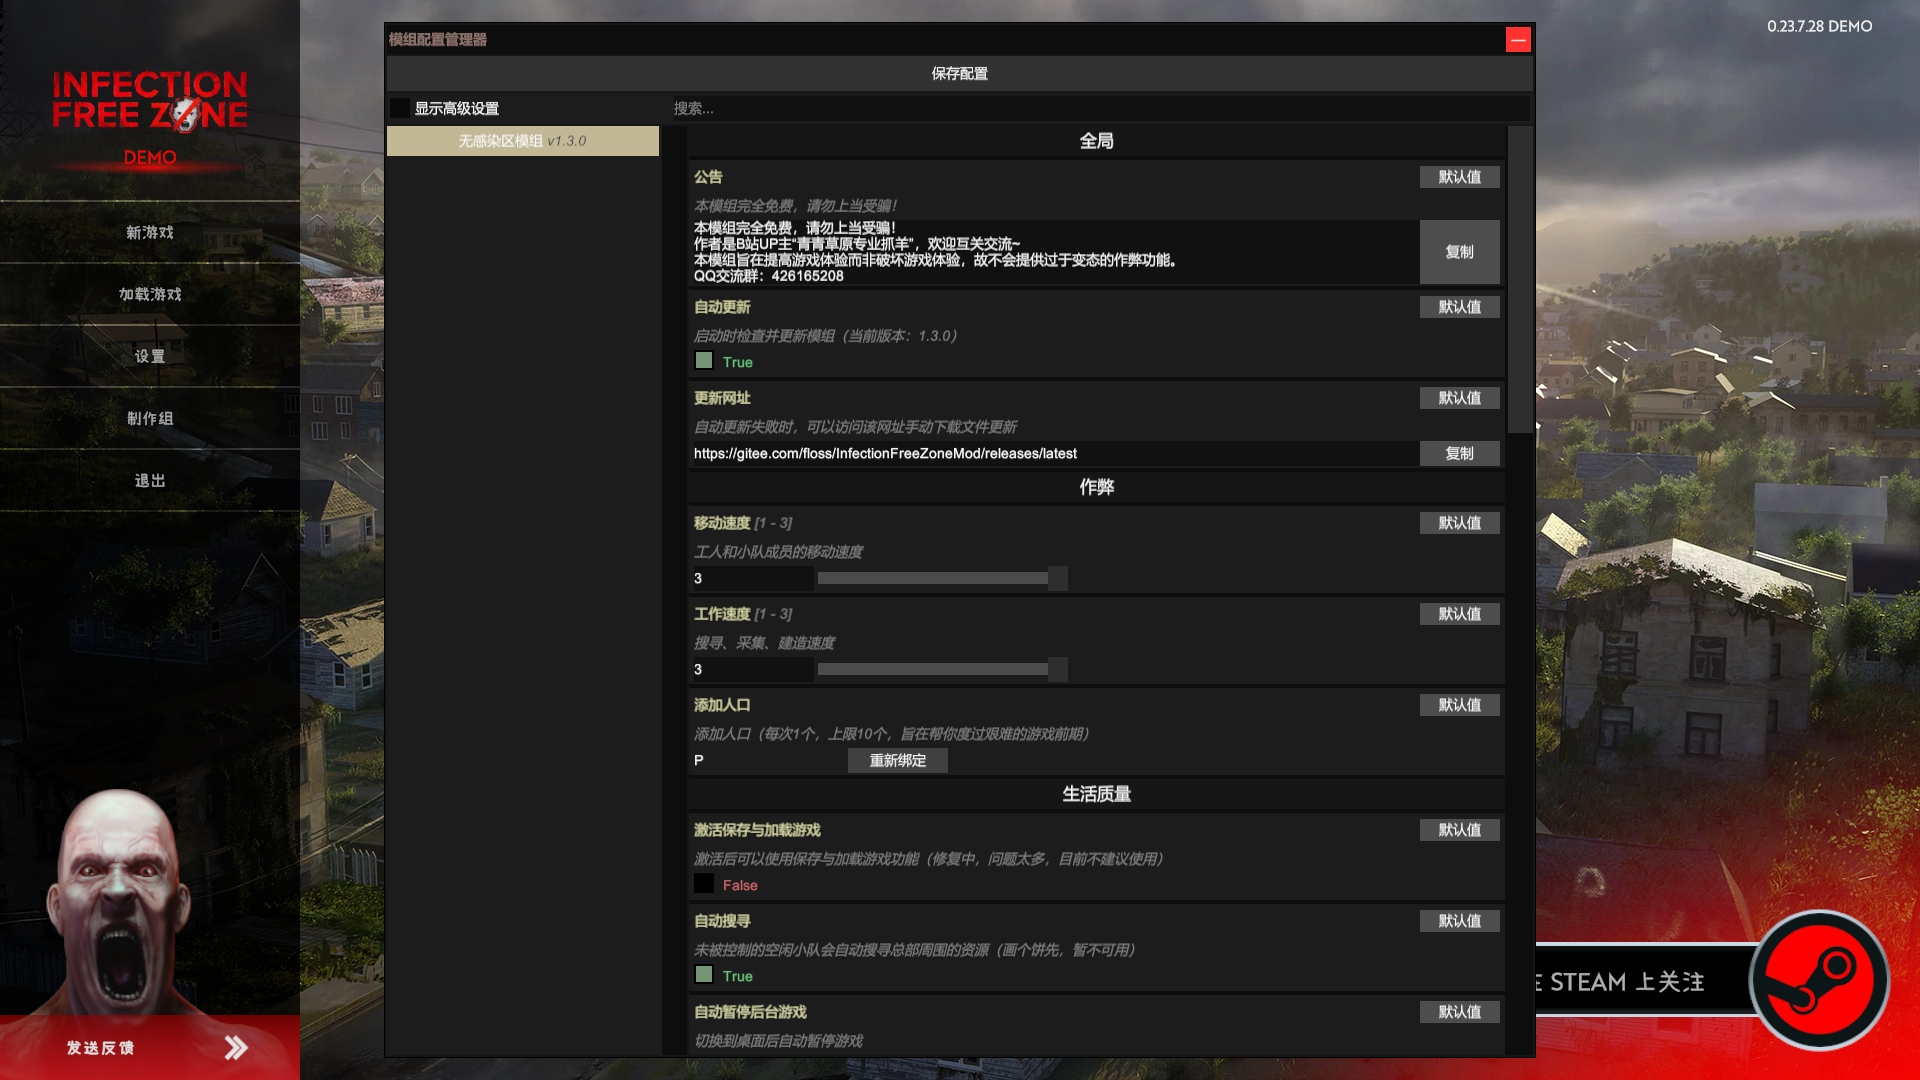 INFECTION
FREE ZONE
DEMO
新游戏
加载游戏
设置
制作组
退出
发送反馈
模组配置管理器
保存配置
显示高级设置
搜索...
无感染区模组 v1.3.0
全局
公告
默认值
本模组完全免费，请勿上当受骗！
本模组完全免费，请勿上当受骗！
作者是B站UP主“青青草原专业抓羊”，欢迎互关交流~
本模组旨在提高游戏体验而非破坏游戏体验，故不会提供过于变态的作弊功能。
QQ交流群：426165208
复制
自动更新
默认值
启动时检查并更新模组（当前版本：1.3.0）
True
更新网址
默认值
自动更新失败时，可以访问该网址手动下载文件更新
https://gitee.com/floss/InfectionFreeZoneMod/releases/latest
复制
作弊
移动速度 [1 - 3]
默认值
工人和小队成员的移动速度
3
工作速度 [1 - 3]
默认值
搜寻、采集、建造速度
3
添加人口
默认值
添加人口（每次1个，上限10个，旨在帮你度过艰难的游戏前期）
P
重新绑定
生活质量
激活保存与加载游戏
默认值
激活后可以使用保存与加载游戏功能（修复中，问题太多，目前不建议使用）
False
自动搜寻
默认值
未被控制的空闲小队会自动搜寻总部周围的资源（画个饼先，暂不可用）
True
自动暂停后台游戏
默认值
切换到桌面后自动暂停游戏
0.23.7.28 DEMO
STEAM 上关注